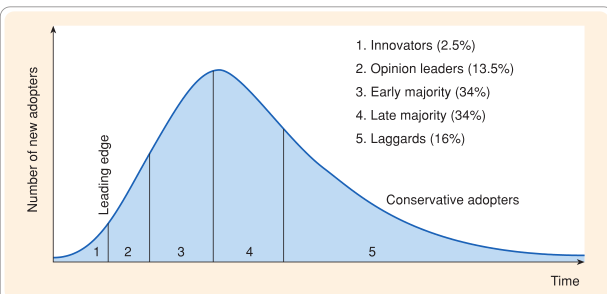 Number of new adopters
Leading edge
1. Innovators (2.5%)
2. Opinion leaders (13.5%)
3. Early majority (34%)
4. Late majority (34%)
5. Laggards (16%)
Conservative adopters
1 2 3 4 5
Time